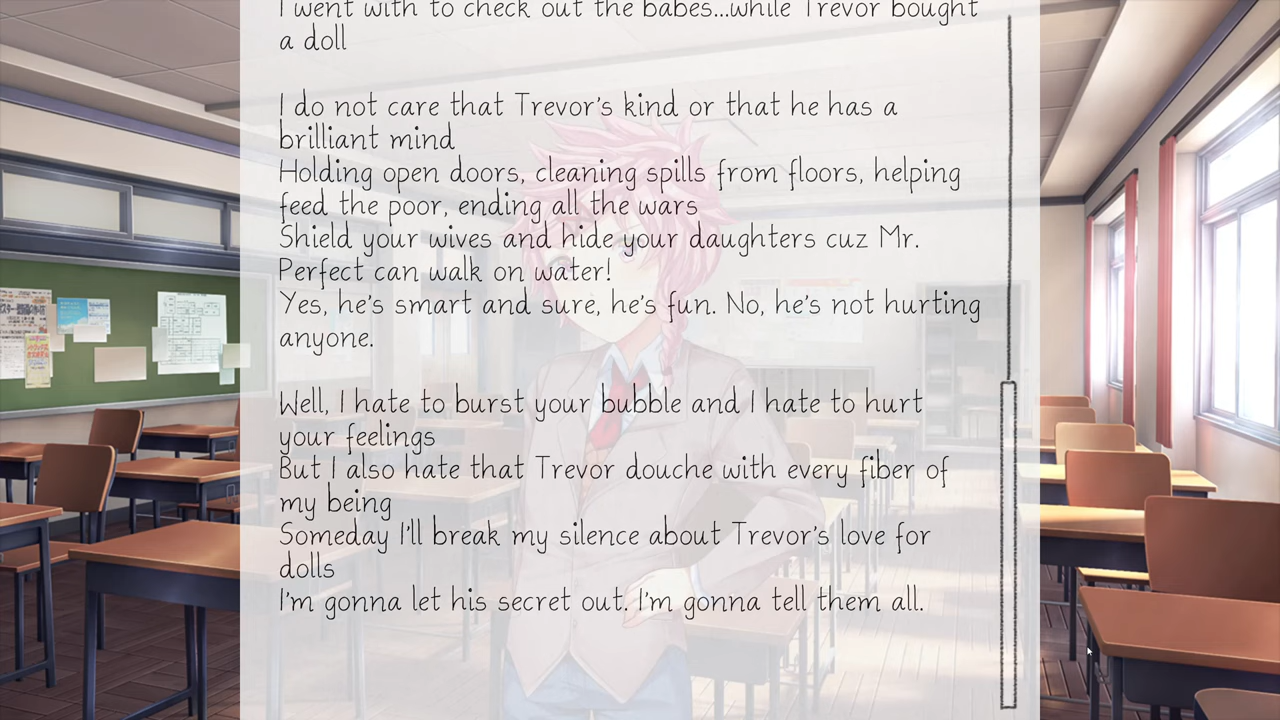 I went with to check out the babes...while Trevor bought
a doll
I do not care that Trevor's kind or that he has a
brilliant mind
Holding open doors, cleaning spills from floors, helping
feed the poor, ending all the wars
Shield your wives and hide your daughters cuz Mr.
Perfect can walk on water!
Yes, he's smart and sure, he's fun. No, he's not hurting
anyone.
Well, I hate to burst your bubble and I hate to hurt
your feelings
But I also hate that Trevor douche with every fiber of
my being
Someday I'll break my silence about Trevor's love for
dolls
I'm gonna let his secret out. I'm gonna tell them all.